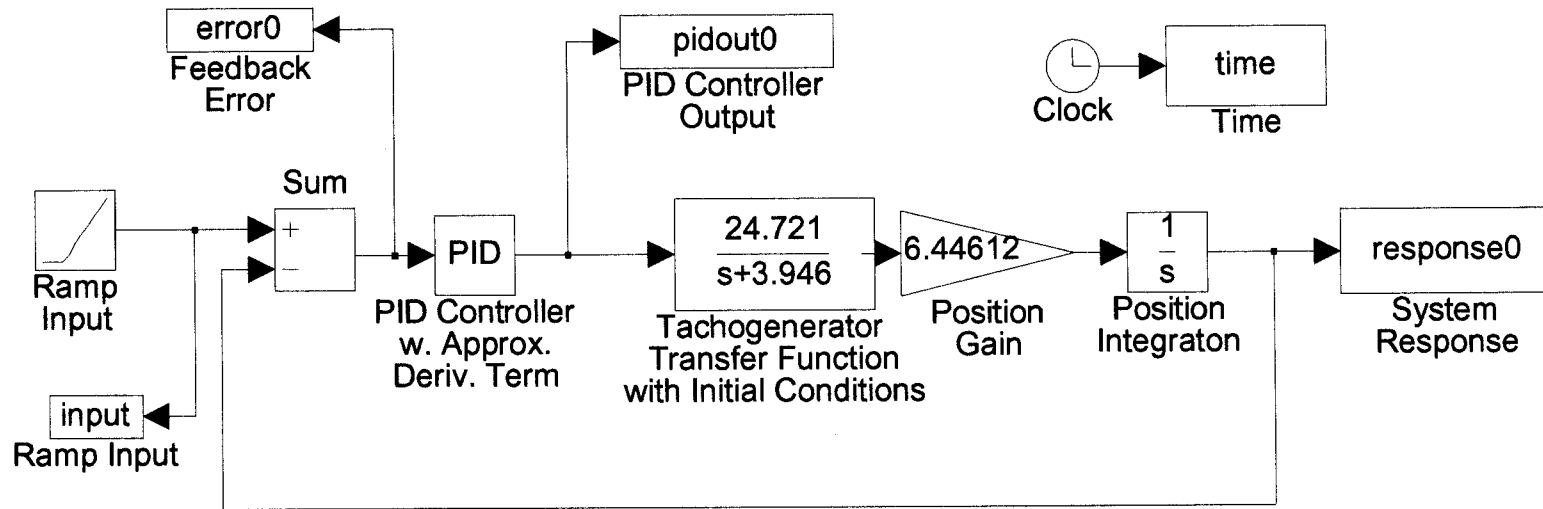 error0
Feedback
Error
pidout0
PID Controller
Output
Clock
time
Time
Ramp
Input
input
Ramp Input
Sum
+
−
PID
PID Controller
w. Approx.
Deriv. Term
24.721
s+3.946
Tachogenerator
Transfer Function
with Initial Conditions
6.44612
Position
Gain
1
s
Position
Integraton
response0
System
Response